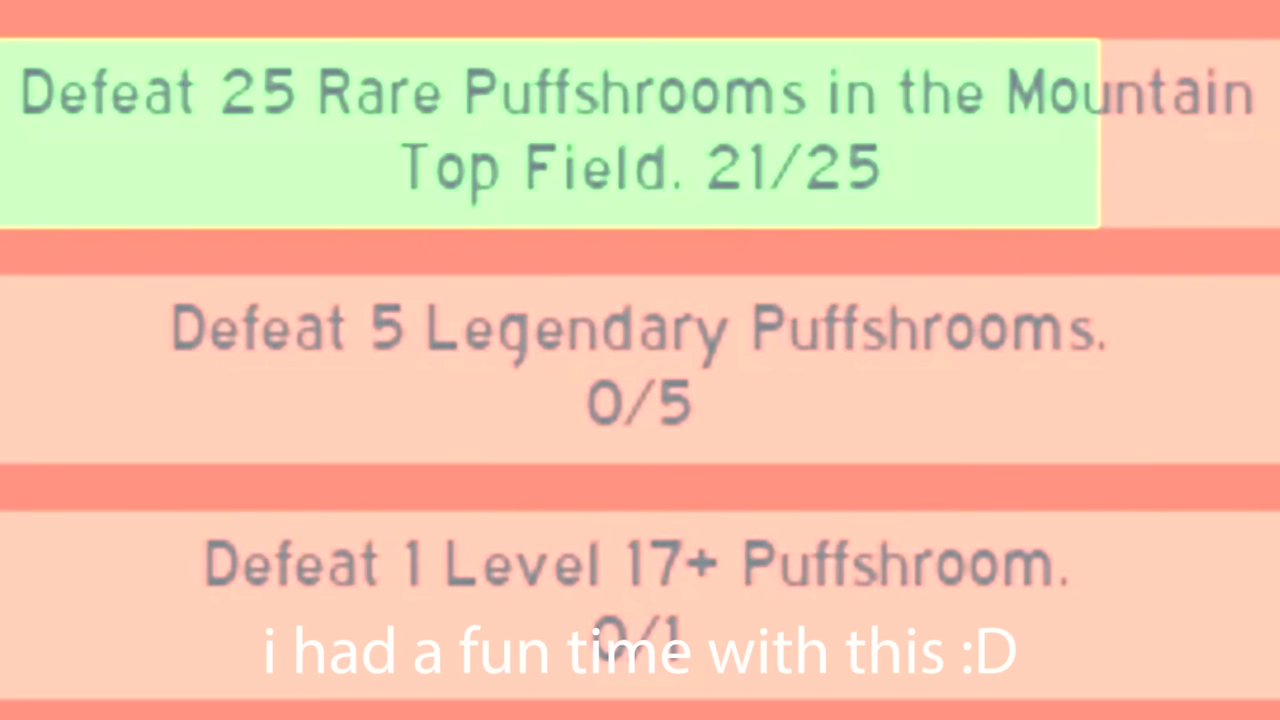 Defeat 25 Rare Puffshrooms in the Mountain
Top Field. 21/25
Defeat 5 Legendary Puffshrooms.
0/5
Defeat 1 Level 17+ Puffshroom.
0/1
i had a fun time with this :D